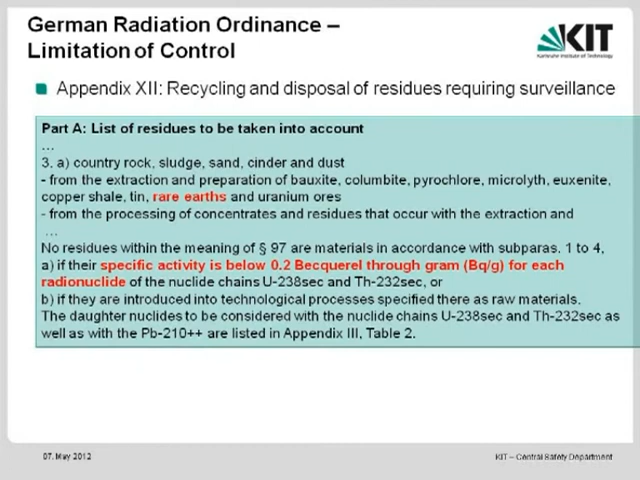 German Radiation Ordinance –
Limitation of Control
KIT
Karlsruhe Institute of Technology
Appendix XII: Recycling and disposal of residues requiring surveillance
Part A: List of residues to be taken into account
...
3. a) country rock, sludge, sand, cinder and dust
- from the extraction and preparation of bauxite, columbite, pyrochlore, microlyth, euxenite,
copper shale, tin, rare earths and uranium ores
- from the processing of concentrates and residues that occur with the extraction and
...
No residues within the meaning of § 97 are materials in accordance with subparas. 1 to 4,
a) if their specific activity is below 0.2 Becquerel through gram (Bq/g) for each
radionuclide of the nuclide chains U-238sec and Th-232sec, or
b) if they are introduced into technological processes specified there as raw materials.
The daughter nuclides to be considered with the nuclide chains U-238sec and Th-232sec as
well as with the Pb-210++ are listed in Appendix III, Table 2.
07. May 2012
KIT – Central Safety Department